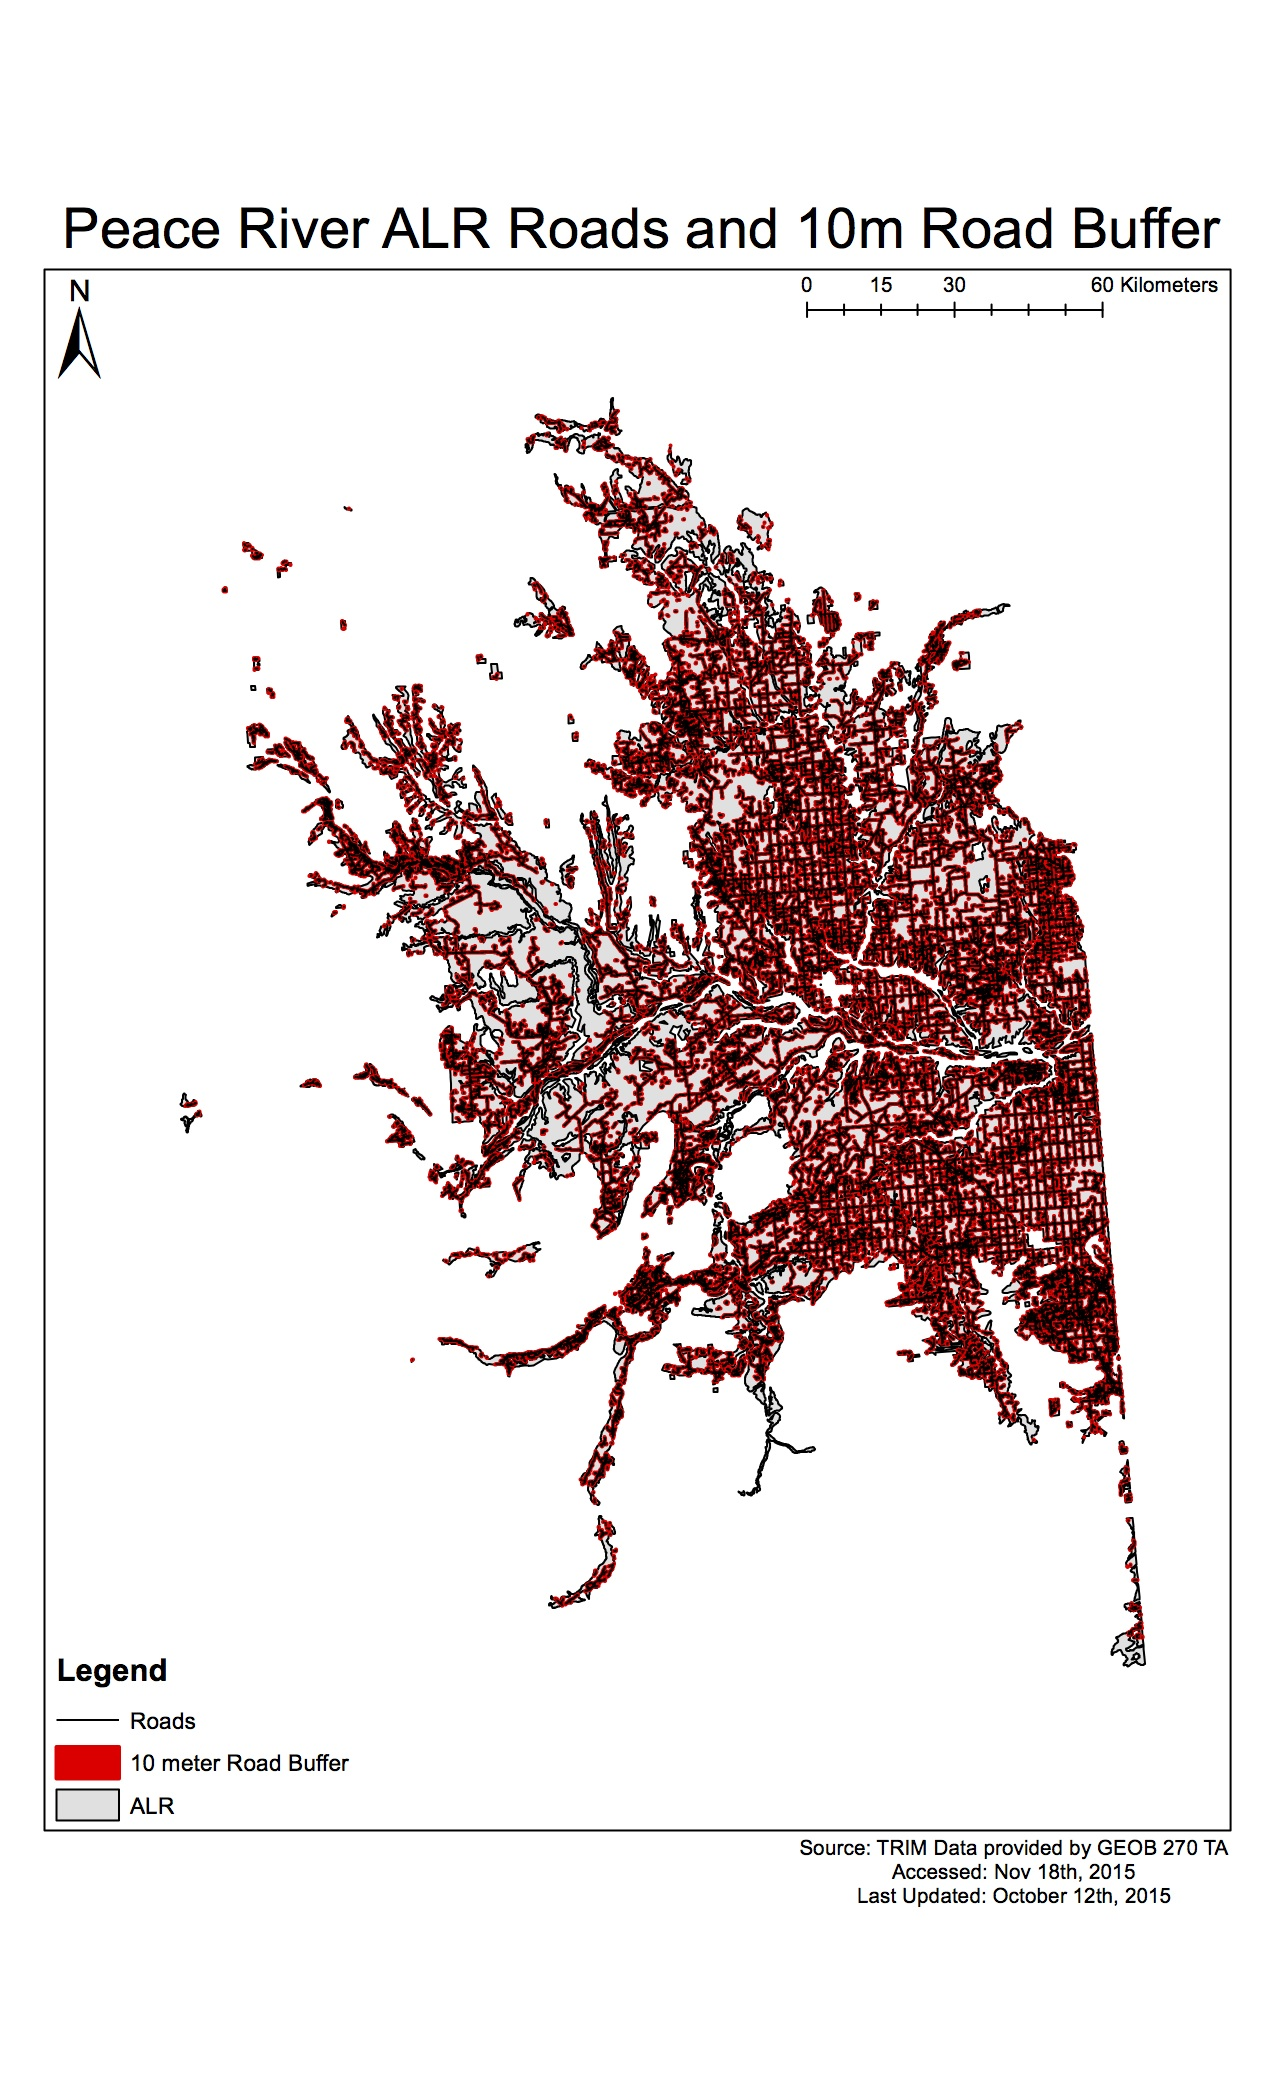 Peace River ALR Roads and 10m Road Buffer
N
0 15 30 60 Kilometers
Legend
Roads
10 meter Road Buffer
ALR
Source: TRIM Data provided by GEOB 270 TA
Accessed: Nov 18th, 2015
Last Updated: October 12th, 2015